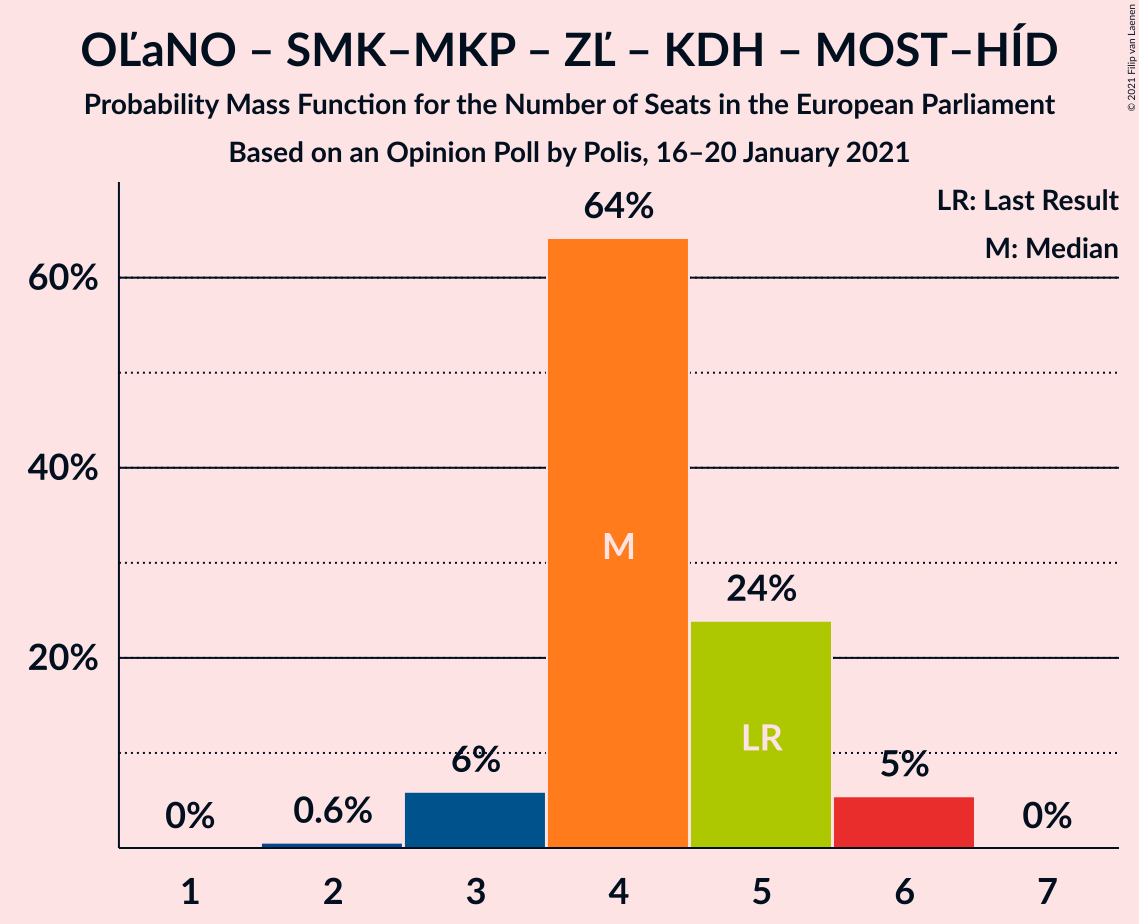 OĽaNO – SMK–MKP – ZĽ – KDH – MOST–HÍD
Probability Mass Function for the Number of Seats in the European Parliament
Based on an Opinion Poll by Polis, 16–20 January 2021
© 2021 Filip van Laenen
LR: Last Result
M: Median
64%
60%
40%
M
24%
20%
LR
6%
5%
0%
0.6%
0%
1 2 3 4 5 6 7